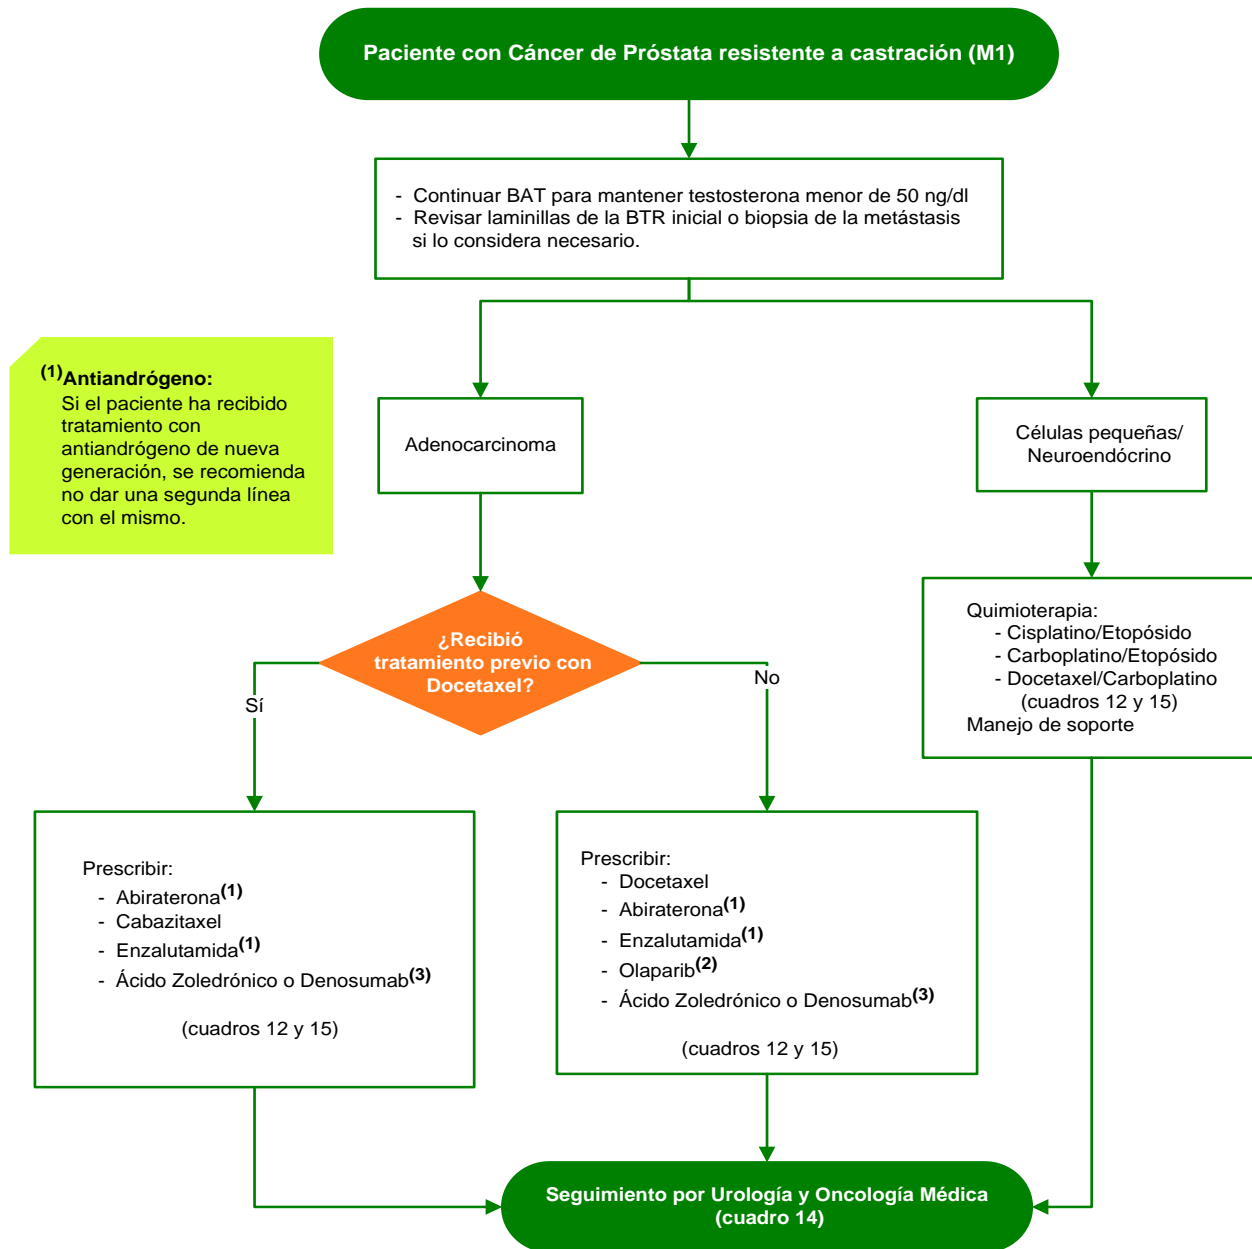 Paciente con Cáncer de Próstata resistente a castración (M1)
- Continuar BAT para mantener testosterona menor de 50 ng/dl
- Revisar laminillas de la BTR inicial o biopsia de la metástasis
si lo considera necesario.
(1)Antiandrógeno:
Si el paciente ha recibido
tratamiento con
antiandrógeno de nueva
generación, se recomienda
no dar una segunda línea
con el mismo.
Adenocarcinoma
Células pequeñas/
Neuroendócrino
¿Recibió
tratamiento previo con
Docetaxel?
Sí
No
Quimioterapia:
- Cisplatino/Etopósido
- Carboplatino/Etopósido
- Docetaxel/Carboplatino
(cuadros 12 y 15)
Manejo de soporte
Prescribir:
- Abiraterona(1)
- Cabazitaxel
- Enzalutamida(1)
- Ácido Zoledrónico o Denosumab(3)
(cuadros 12 y 15)
Prescribir:
- Docetaxel
- Abiraterona(1)
- Enzalutamida(1)
- Olaparib(2)
- Ácido Zoledrónico o Denosumab(3)
(cuadros 12 y 15)
Seguimiento por Urología y Oncología Médica
(cuadro 14)